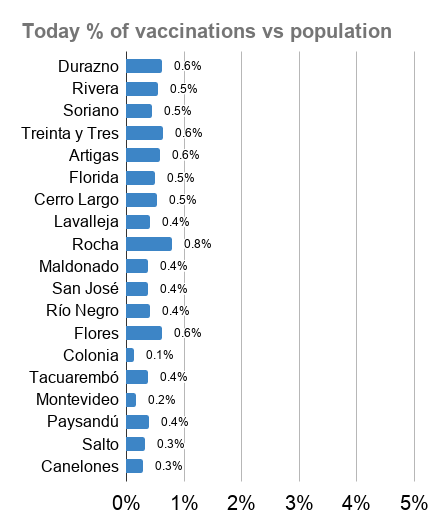 Today % of vaccinations vs population
Durazno 0.6%
Rivera 0.5%
Soriano 0.5%
Treinta y Tres 0.6%
Artigas 0.6%
Florida 0.5%
Cerro Largo 0.5%
Lavalleja 0.4%
Rocha 0.8%
Maldonado 0.4%
San José 0.4%
Río Negro 0.4%
Flores 0.6%
Colonia 0.1%
Tacuarembó 0.4%
Montevideo 0.2%
Paysandú 0.4%
Salto 0.3%
Canelones 0.3%
0% 1% 2% 3% 4% 5%